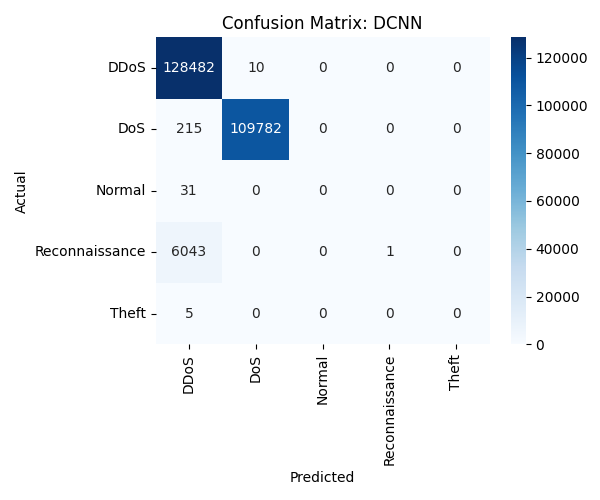 Confusion Matrix: DCNN
DDoS 128482 10 0 0 0
DoS 215 109782 0 0 0
Normal 31 0 0 0 0
Reconnaissance 6043 0 0 1 0
Theft 5 0 0 0 0
DDoS DoS Normal Reconnaissance Theft
Predicted
Actual
120000
100000
80000
60000
40000
20000
0